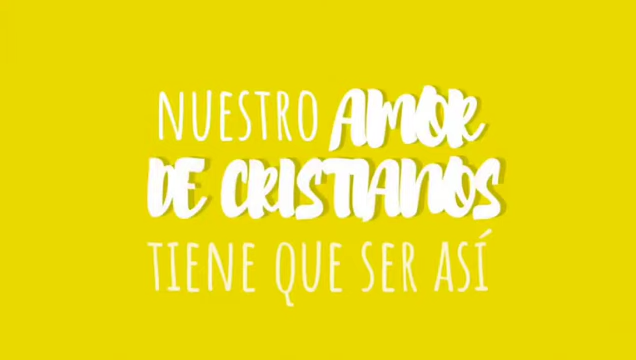 NUESTRO AMOR
DE CRISTIANOS
TIENE QUE SER ASÍ